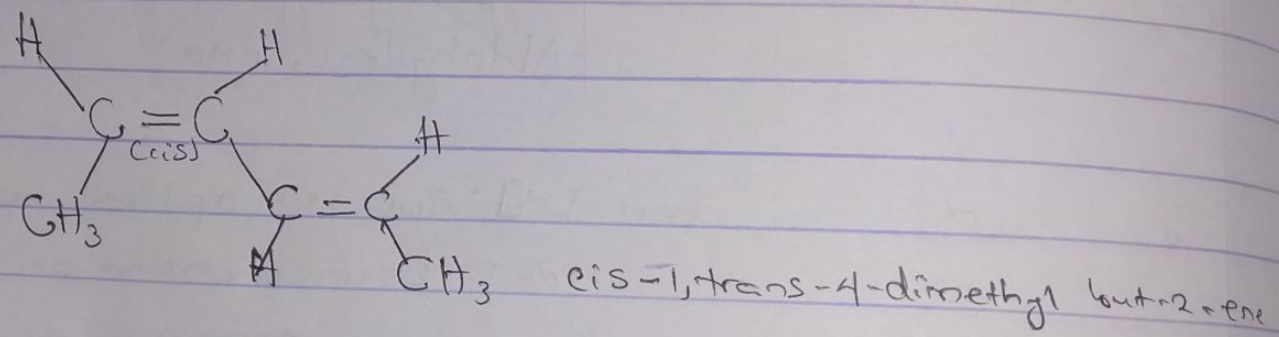 H H
C = C H
(cis)
CH3 C = C
H CH3 cis-1,trans-4-dimethyl but-2-ene